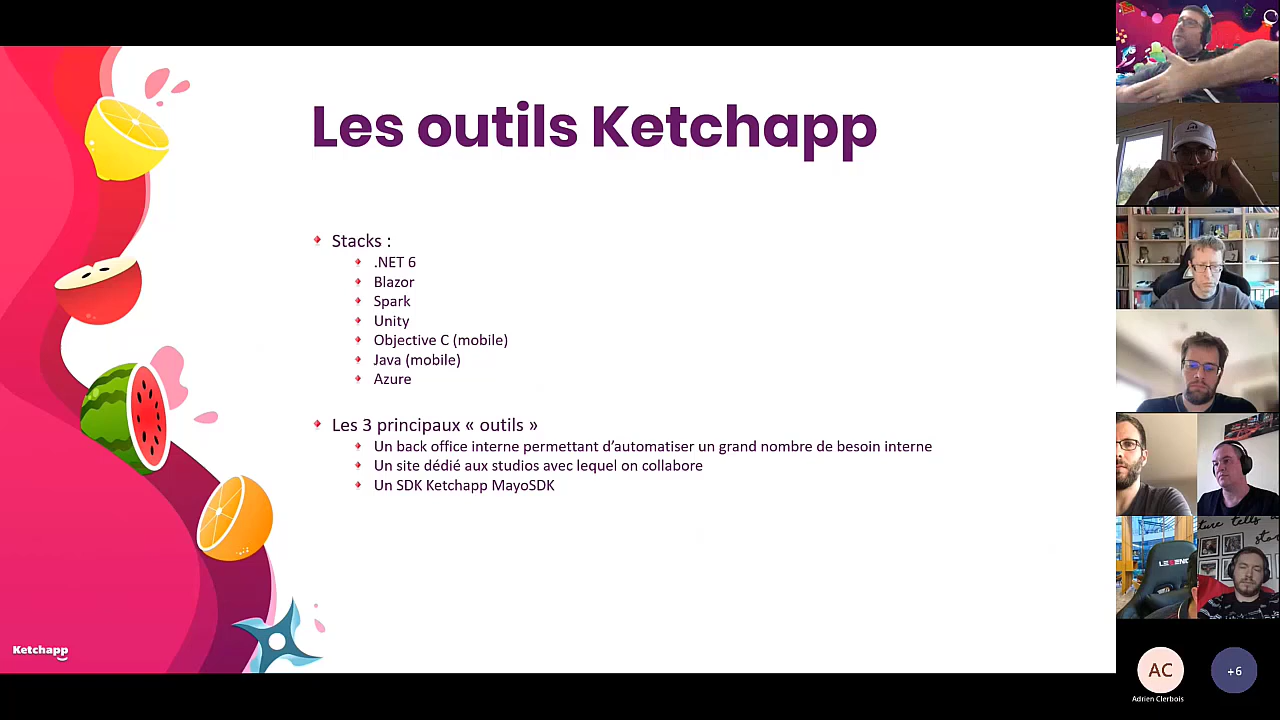 Les outils Ketchapp
Stacks :
.NET 6
Blazor
Spark
Unity
Objective C (mobile)
Java (mobile)
Azure
Les 3 principaux « outils »
Un back office interne permettant d'automatiser un grand nombre de besoin interne
Un site dédié aux studios avec lequel on collabore
Un SDK Ketchapp MayoSDK
Ketchapp
AC
+6
Adrien Clerbois